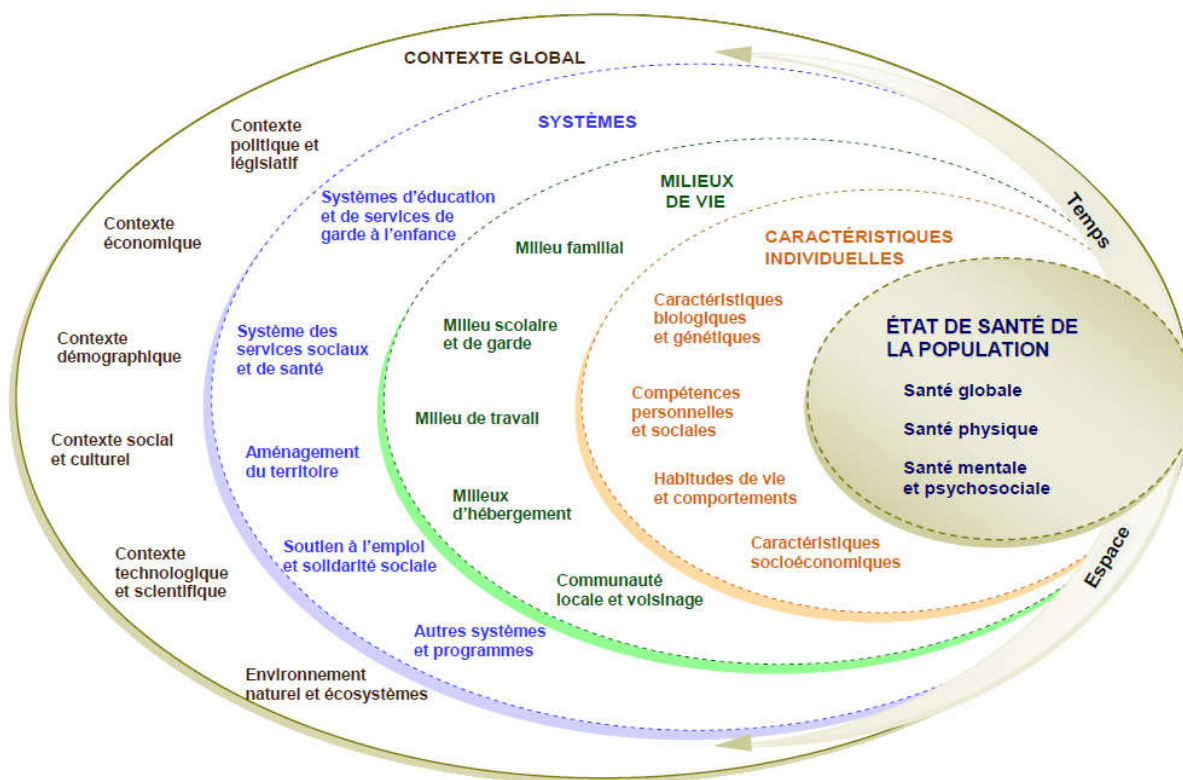 CONTEXTE GLOBAL
Contexte
politique et
législatif
Contexte
économique
Contexte
démographique
Contexte social
et culturel
Contexte
technologique
et scientifique
Environnement
naturel et écosystèmes
SYSTÈMES
Systèmes d'éducation
et de services de
garde à l'enfance
Système des
services sociaux
et de santé
Aménagement
du territoire
Soutien à l'emploi
et solidarité sociale
Autres systèmes
et programmes
MILIEUX
DE VIE
Milieu familial
Milieu scolaire
et de garde
Milieu de travail
Milieux
d'hébergement
Communauté
locale et voisinage
CARACTÉRISTIQUES
INDIVIDUELLES
Caractéristiques
biologiques
et génétiques
Compétences
personnelles
et sociales
Habitudes de vie
et comportements
Caractéristiques
socioéconomiques
ÉTAT DE SANTÉ DE
LA POPULATION
Santé globale
Santé physique
Santé mentale
et psychosociale
Temps
Espace